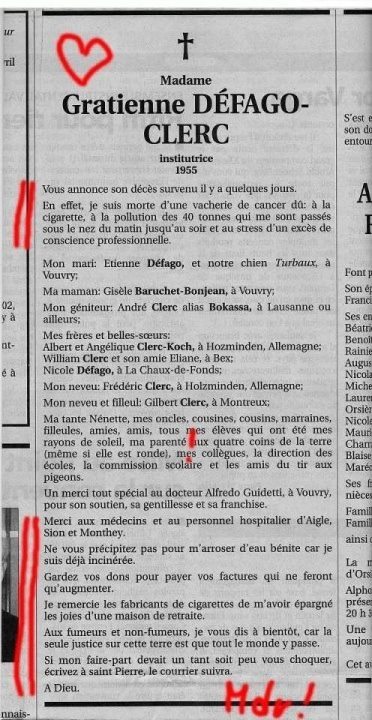 ur
ril
Madame
Gratienne DÉFAGO-
CLERC
institutrice
1955
Vous annonce son décès survenu il y a quelques jours.
En effet, je suis morte d'une vacherie de cancer dû: à la
cigarette, à la pollution des 40 tonnes qui me sont passés
sous le nez du matin jusqu'au soir et au stress d'un excès de
conscience professionnelle.
Mon mari: Etienne Défago, et notre chien Turbaux, à
Vouvry;
Ma maman: Gisèle Baruchet-Bonjean, à Vouvry;
Mon géniteur: André Clerc alias Bokassa, à Lausanne ou
ailleurs;
Mes frères et belles-sœurs:
Albert et Angélique Clerc-Koch, à Hozminden, Allemagne;
William Clerc et son amie Eliane, à Bex;
Nicole Défago, à La Chaux-de-Fonds;
Mon neveu: Frédéric Clerc, à Holzminden, Allemagne;
Mon neveu et filleul: Gilbert Clerc, à Montreux;
Ma tante Nénette, mes oncles, cousines, cousins, marraines,
filleules, amies, amis, tous mes élèves qui ont été mes
rayons de soleil, ma parenté aux quatre coins de la terre
(même si elle est ronde), mes collègues, la direction des
écoles, la commission scolaire et les amis du tir aux
pigeons.
Un merci tout spécial au docteur Alfredo Guidetti, à Vouvry,
pour son soutien, sa gentillesse et sa franchise.
Merci aux médecins et au personnel hospitalier d'Aigle,
Sion et Monthey.
Ne vous précipitez pas pour m'arroser d'eau bénite car je
suis déjà incinérée.
Gardez vos dons pour payer vos factures qui ne feront
qu'augmenter.
Je remercie les fabricants de cigarettes de m'avoir épargné
les joies d'une maison de retraite.
Aux fumeurs et non-fumeurs, je vous dis à bientôt, car la
seule justice sur cette terre est que tout le monde y passe.
Si mon faire-part devait un tant soit peu vous choquer,
écrivez à saint Pierre, le courrier suivra.
A Dieu.
Mdr!
02,
y à
nt-
é à
nnais-
S'est e
son do
entour
A
Font p
Son ép
Franci
Ses en
Béatri
Benoît
Rainie
Augus
Nicola
Miche
Laure
Orsièr
Nicola
Mauri
Cham
Blaise
Maréc
Ses fr
nièces
Famill
Famill
ainsi
La m
d'Ors
Alpho
prése
20 h 3
Une
aujou
Cet a